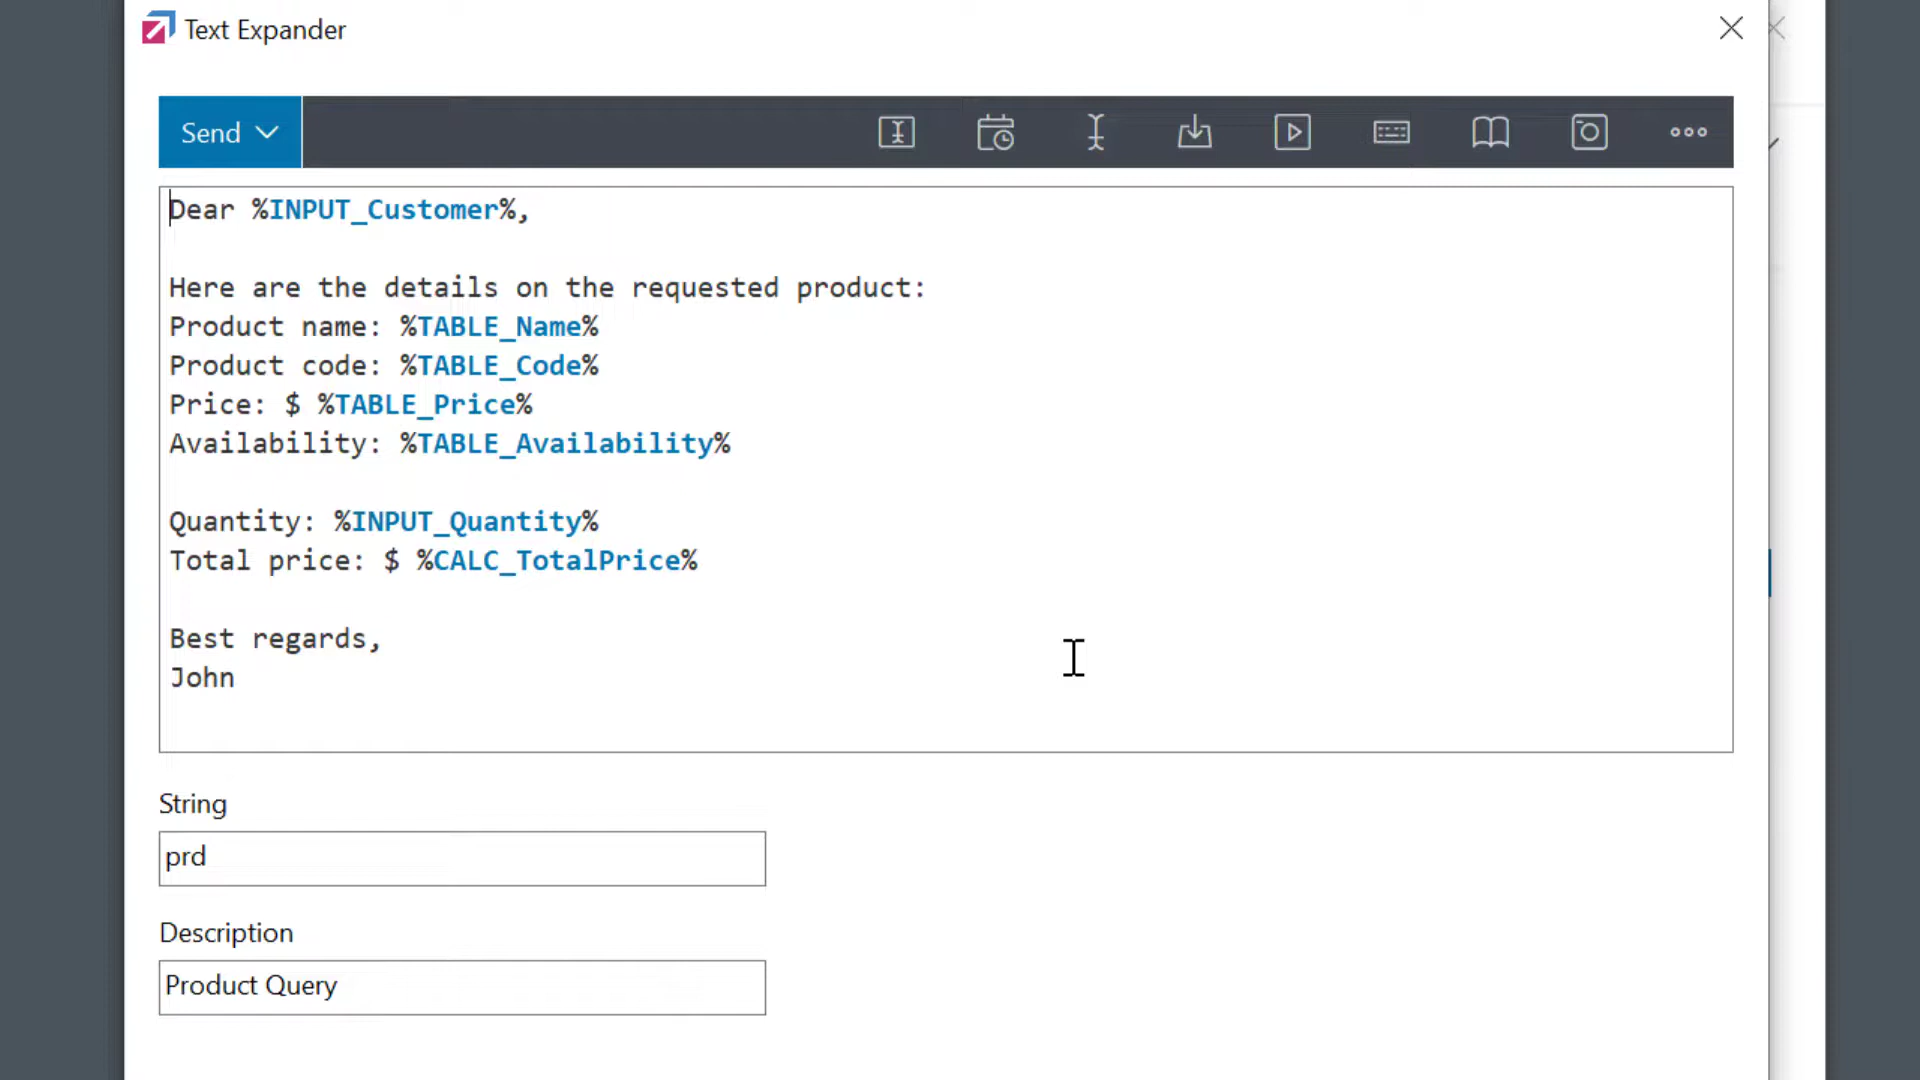 Text Expander
Send
Dear %INPUT_Customer%,
Here are the details on the requested product:
Product name: %TABLE_Name%
Product code: %TABLE_Code%
Price: $ %TABLE_Price%
Availability: %TABLE_Availability%
Quantity: %INPUT_Quantity%
Total price: $ %CALC_TotalPrice%
Best regards,
John
String
prd
Description
Product Query